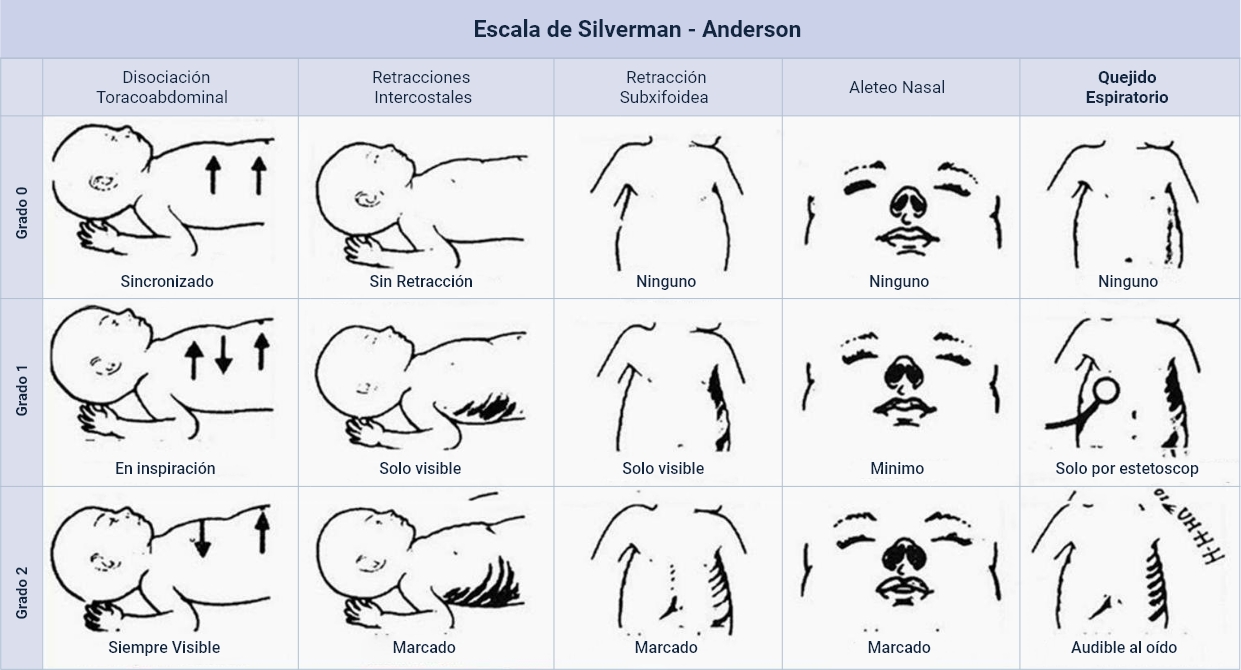 Escala de Silverman - Anderson
Disociación
Toracoabdominal
Retracciones
Intercostales
Retracción
Subxifoidea
Aleteo Nasal
Quejido
Espiratorio
Grado 0
Sincronizado
Sin Retracción
Ninguno
Ninguno
Ninguno
Grado 1
En inspiración
Solo visible
Solo visible
Minimo
Solo por estetoscop
Grado 2
Siempre Visible
Marcado
Marcado
Marcado
Audible al oído